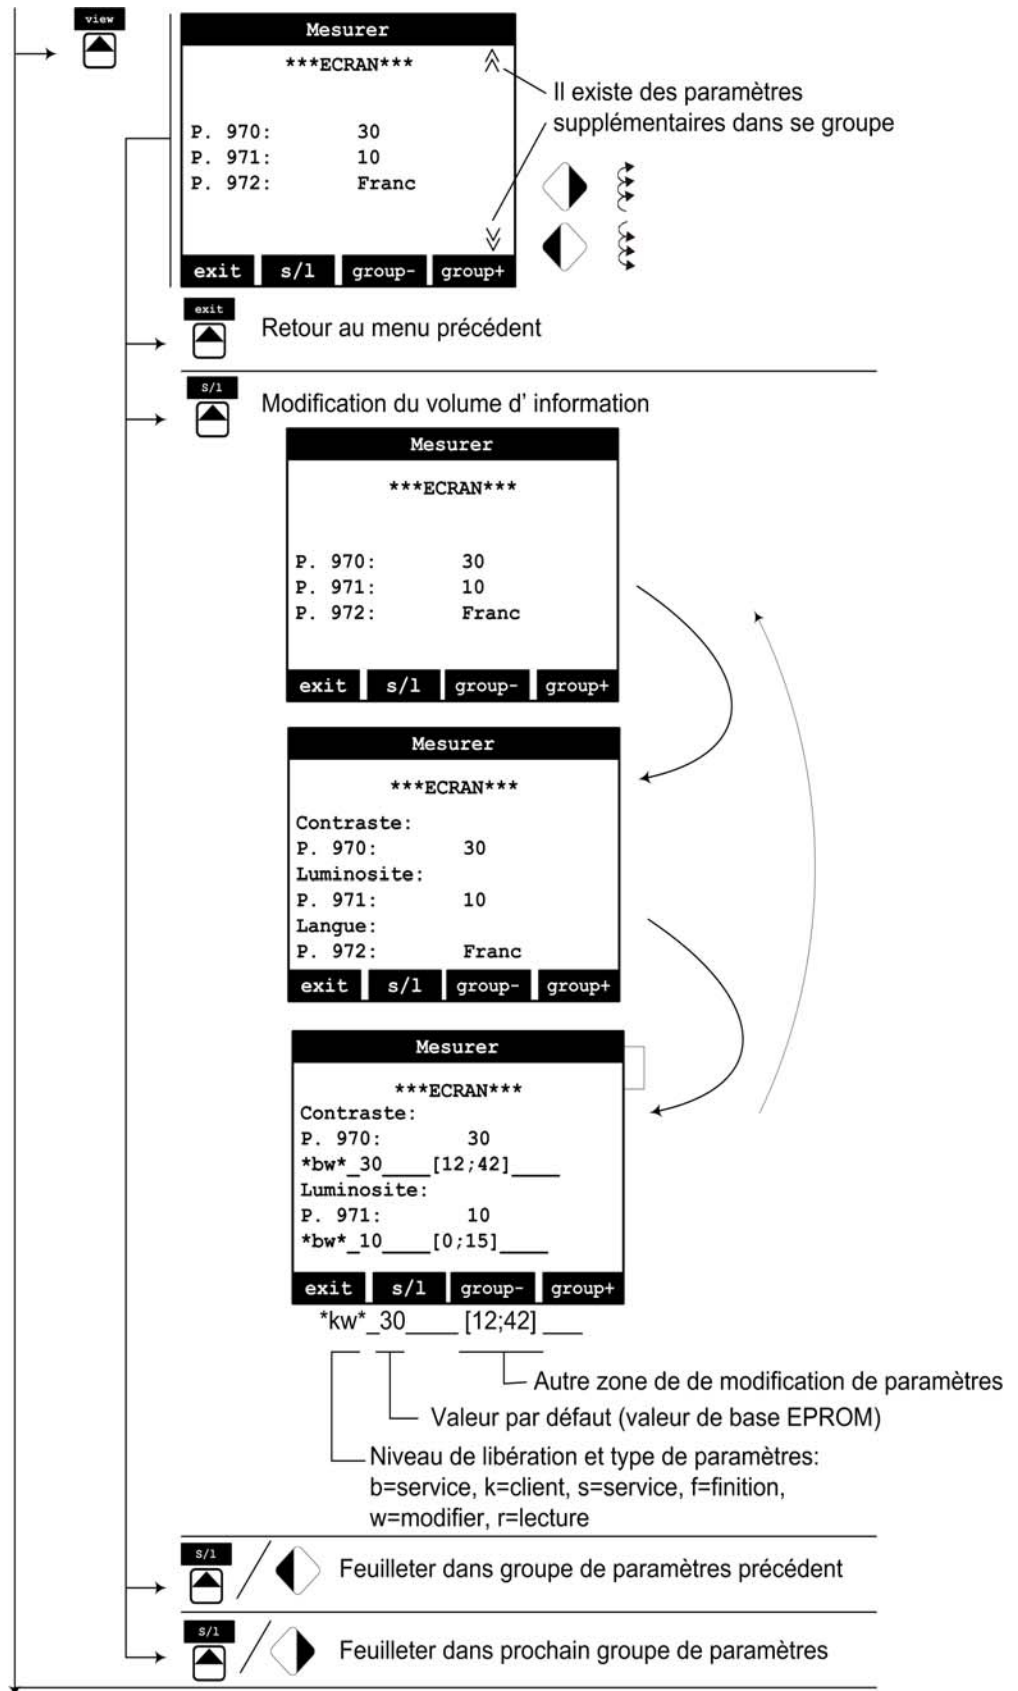 view
Mesurer
***ECRAN***
Il existe des paramètres
supplémentaires dans se groupe
P. 970: 30
P. 971: 10
P. 972: Franc
exit s/l group- group+
exit
Retour au menu précédent
S/l
Modification du volume d' information
Mesurer
***ECRAN***
P. 970: 30
P. 971: 10
P. 972: Franc
exit s/l group- group+
Mesurer
***ECRAN***
Contraste:
P. 970: 30
Luminosite:
P. 971: 10
Langue:
P. 972: Franc
exit s/l group- group+
Mesurer
***ECRAN***
Contraste:
P. 970: 30
*bw*_30____[12;42]____
Luminosite:
P. 971: 10
*bw*_10____[0;15]____
exit s/l group- group+
*kw*_30____ [12;42] ___
Autre zone de de modification de paramètres
Valeur par défaut (valeur de base EPROM)
Niveau de libération et type de paramètres:
b=service, k=client, s=service, f=finition,
w=modifier, r=lecture
S/l
Feuilleter dans groupe de paramètres précédent
S/l
Feuilleter dans prochain groupe de paramètres